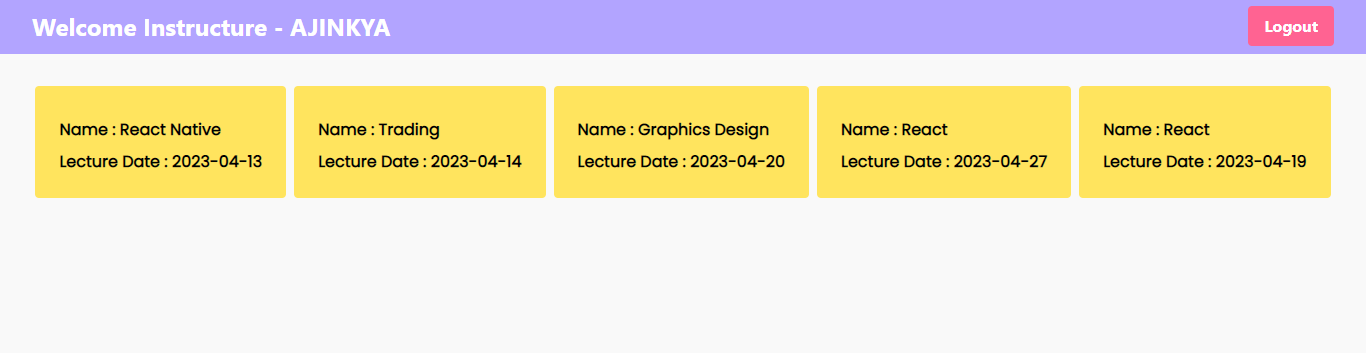 Welcome Instructure - AJINKYA
Logout
Name : React Native
Lecture Date : 2023-04-13
Name : Trading
Lecture Date : 2023-04-14
Name : Graphics Design
Lecture Date : 2023-04-20
Name : React
Lecture Date : 2023-04-27
Name : React
Lecture Date : 2023-04-19